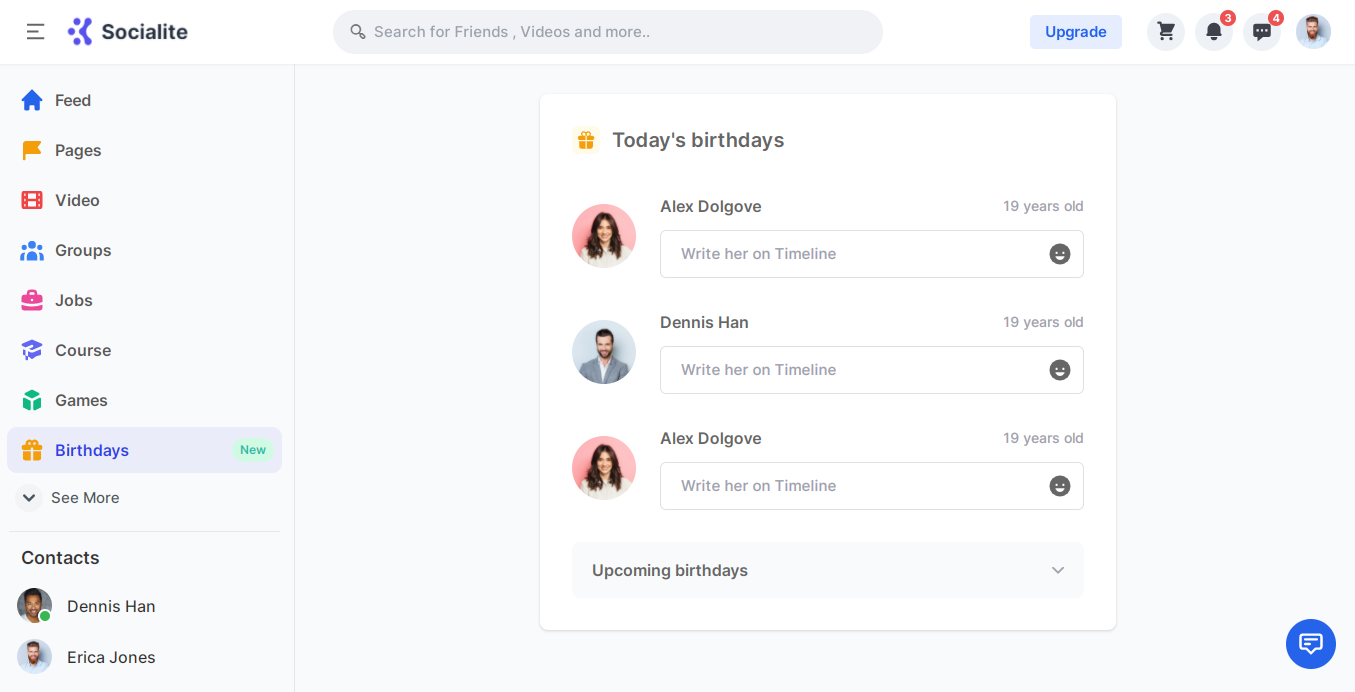 Socialite
Search for Friends , Videos and more..
Upgrade
3
4
Feed
Pages
Video
Groups
Jobs
Course
Games
Birthdays
New
See More
Contacts
Dennis Han
Erica Jones
Today's birthdays
Alex Dolgove
19 years old
Write her on Timeline
Dennis Han
19 years old
Write her on Timeline
Alex Dolgove
19 years old
Write her on Timeline
Upcoming birthdays